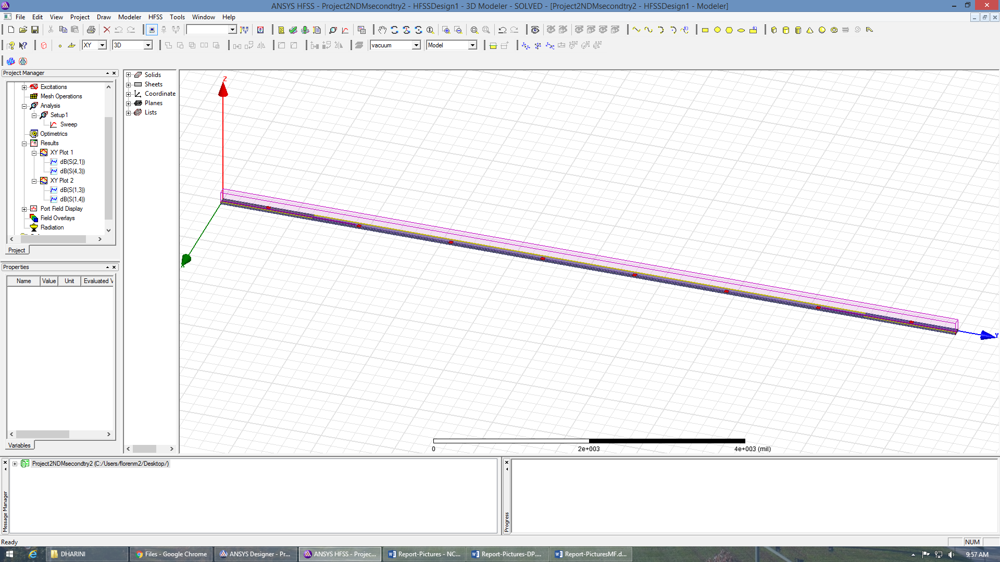 ANSYS HFSS - Project2NDMsecondtry2 - HFSSDesign1 - 3D Modeler - SOLVED - [Project2NDMsecondtry2 - HFSSDesign1 - Modeler]
File Edit View Project Draw Modeler HFSS Tools Window Help
XY 3D vacuum Model
Project Manager
Excitations
Mesh Operations
Analysis
Setup1
Sweep
Optimetrics
Results
XY Plot 1
dB(S(2,1))
dB(S(4,3))
XY Plot 2
dB(S(1,3))
dB(S(1,4))
Port Field Display
Field Overlays
Radiation
Project
Properties
Name Value Unit Evaluated V
Variables
Solids
Sheets
Coordinate
Planes
Lists
Z
Y
0 2e+003 4e+003 (mil)
Message Manager
Project2NDMsecondtry2 (C:/Users/florenm2/Desktop/)
Progress
Ready
NUM
DHARINI
Files - Google Chrome
ANSYS Designer - Pr...
ANSYS HFSS - Projec...
Report-Pictures - NC...
Report-Pictures-DP....
Report-PicturesMF.d...
9:57 AM